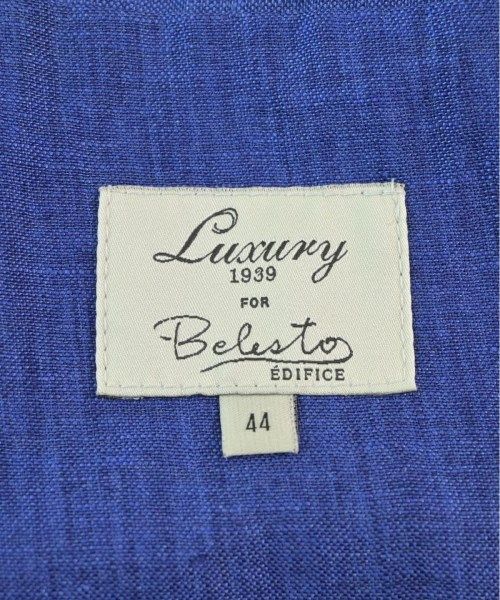 Luxury
1939
FOR
Belesto
ÉDIFICE
44